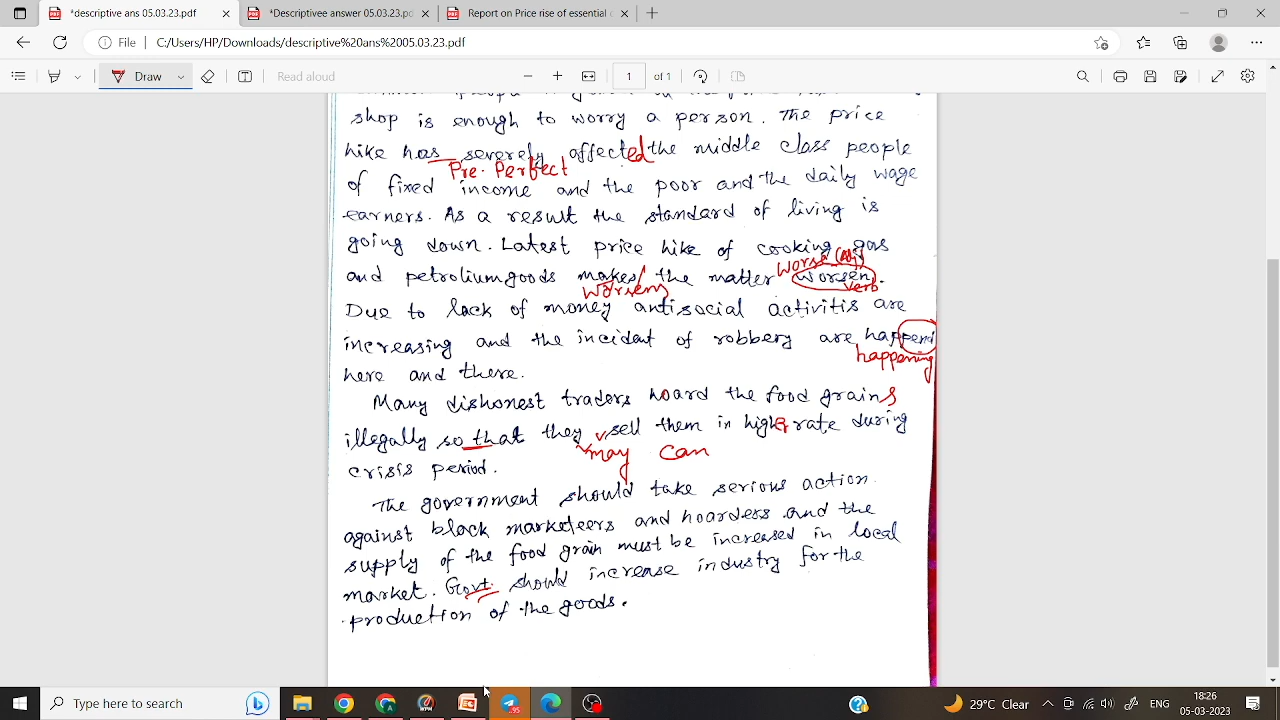 *descriptive ans 05.03.23.pdf
*Descriptive answer 05.03.23.pd
Report on Price rise of essential
File
C:/Users/HP/Downloads/descriptive%20ans%2005.03.23.pdf
Draw
Read aloud
1 of 1
shop is enough to worry a person. The price
hike has severely affected the middle class people
Pre. Perfect
of fixed income and the poor and the daily wage
earners. As a result the standard of living is
going down. Latest price hike of cooking gas
worse (Adj)
and petroliumgoods makes the matter worsen.
worsens
verb
Due to lack of money antisocial activitis are
increasing and the incident of robbery are happend
happening
here and there.
Many dishonest traders hoard the food grains
illegally so that they sell them in higher rate during
may can
crisis period.
The government should take serious action
against black marketeers and hoardess and the
supply of the food grain must be increased in local
market. Govt. should increase industry for the
production of the goods.
Type here to search
95
29°C Clear
ENG
18:26
05-03-2023